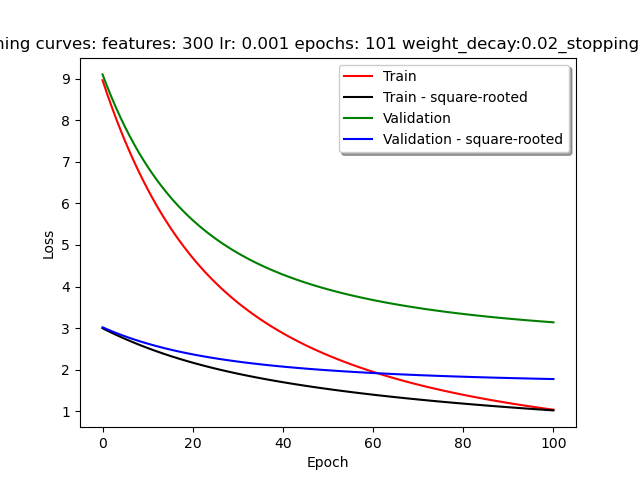 curves: features: 300 lr: 0.001 epochs: 101 weight_decay:0.02_stopping
Train
Train - square-rooted
Validation
Validation - square-rooted
9
8
7
6
5
4
3
2
1
Loss
0 20 40 60 80 100
Epoch